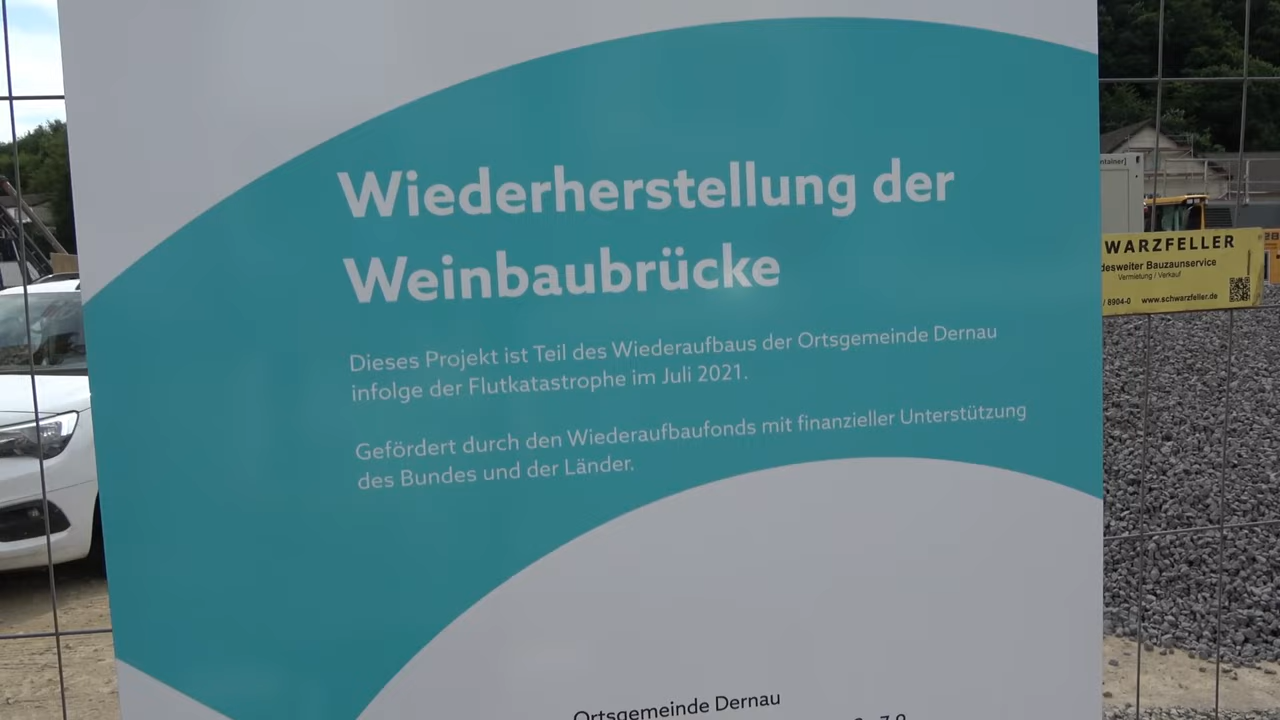 Wiederherstellung der
Weinbaubrücke
Dieses Projekt ist Teil des Wiederaufbaus der Ortsgemeinde Dernau
infolge der Flutkatastrophe im Juli 2021.
Gefördert durch den Wiederaufbaufonds mit finanzieller Unterstützung
des Bundes und der Länder.
Ortsgemeinde Dernau
ntainer]
WARZFELLER
desweiter Bauzaunservice
Vermietung / Verkauf
/ 8904-0 www.schwarzfeller.de